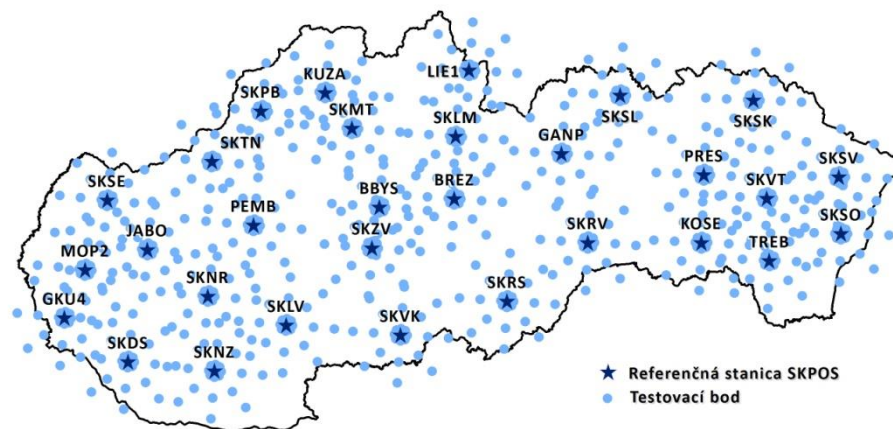 LIE1
KUZA
SKPB
SKMT
SKLM
SKSL
SKSK
GANP
SKTN
PRES
SKVT
SKSV
SKSE
BBYS
BREZ
PEMB
JABO
SKZV
SKRV
KOSE
SKSO
TREB
MOP2
SKNR
GKU4
SKLV
SKRS
SKVK
SKDS
SKNZ
Referenčná stanica SKPOS
Testovací bod